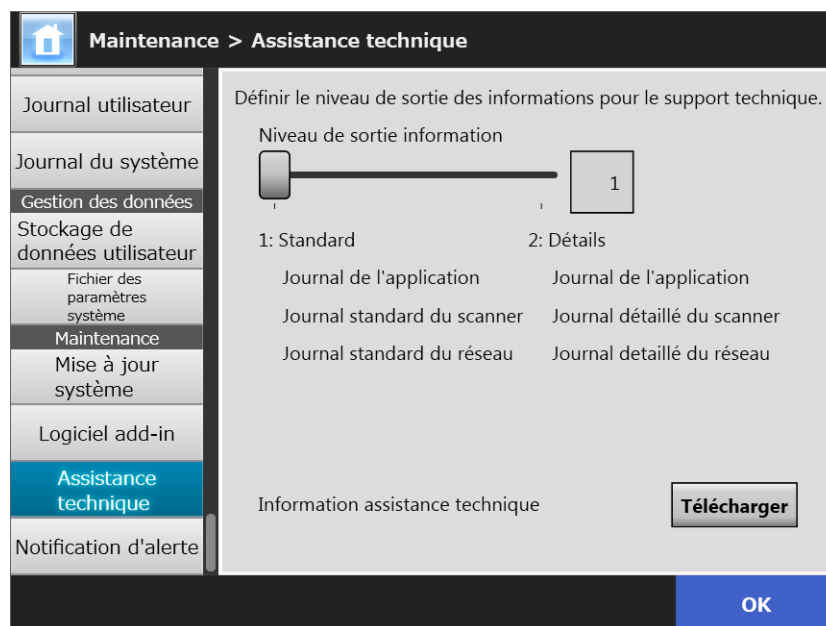 Maintenance > Assistance technique
Journal utilisateur
Journal du système
Gestion des données
Stockage de
données utilisateur
Fichier des
paramètres
système
Maintenance
Mise à jour
système
Logiciel add-in
Assistance
technique
Notification d'alerte
Définir le niveau de sortie des informations pour le support technique.
Niveau de sortie information
1
1: Standard
2: Détails
Journal de l'application
Journal de l'application
Journal standard du scanner
Journal détaillé du scanner
Journal standard du réseau
Journal detaillé du réseau
Information assistance technique
Télécharger
OK